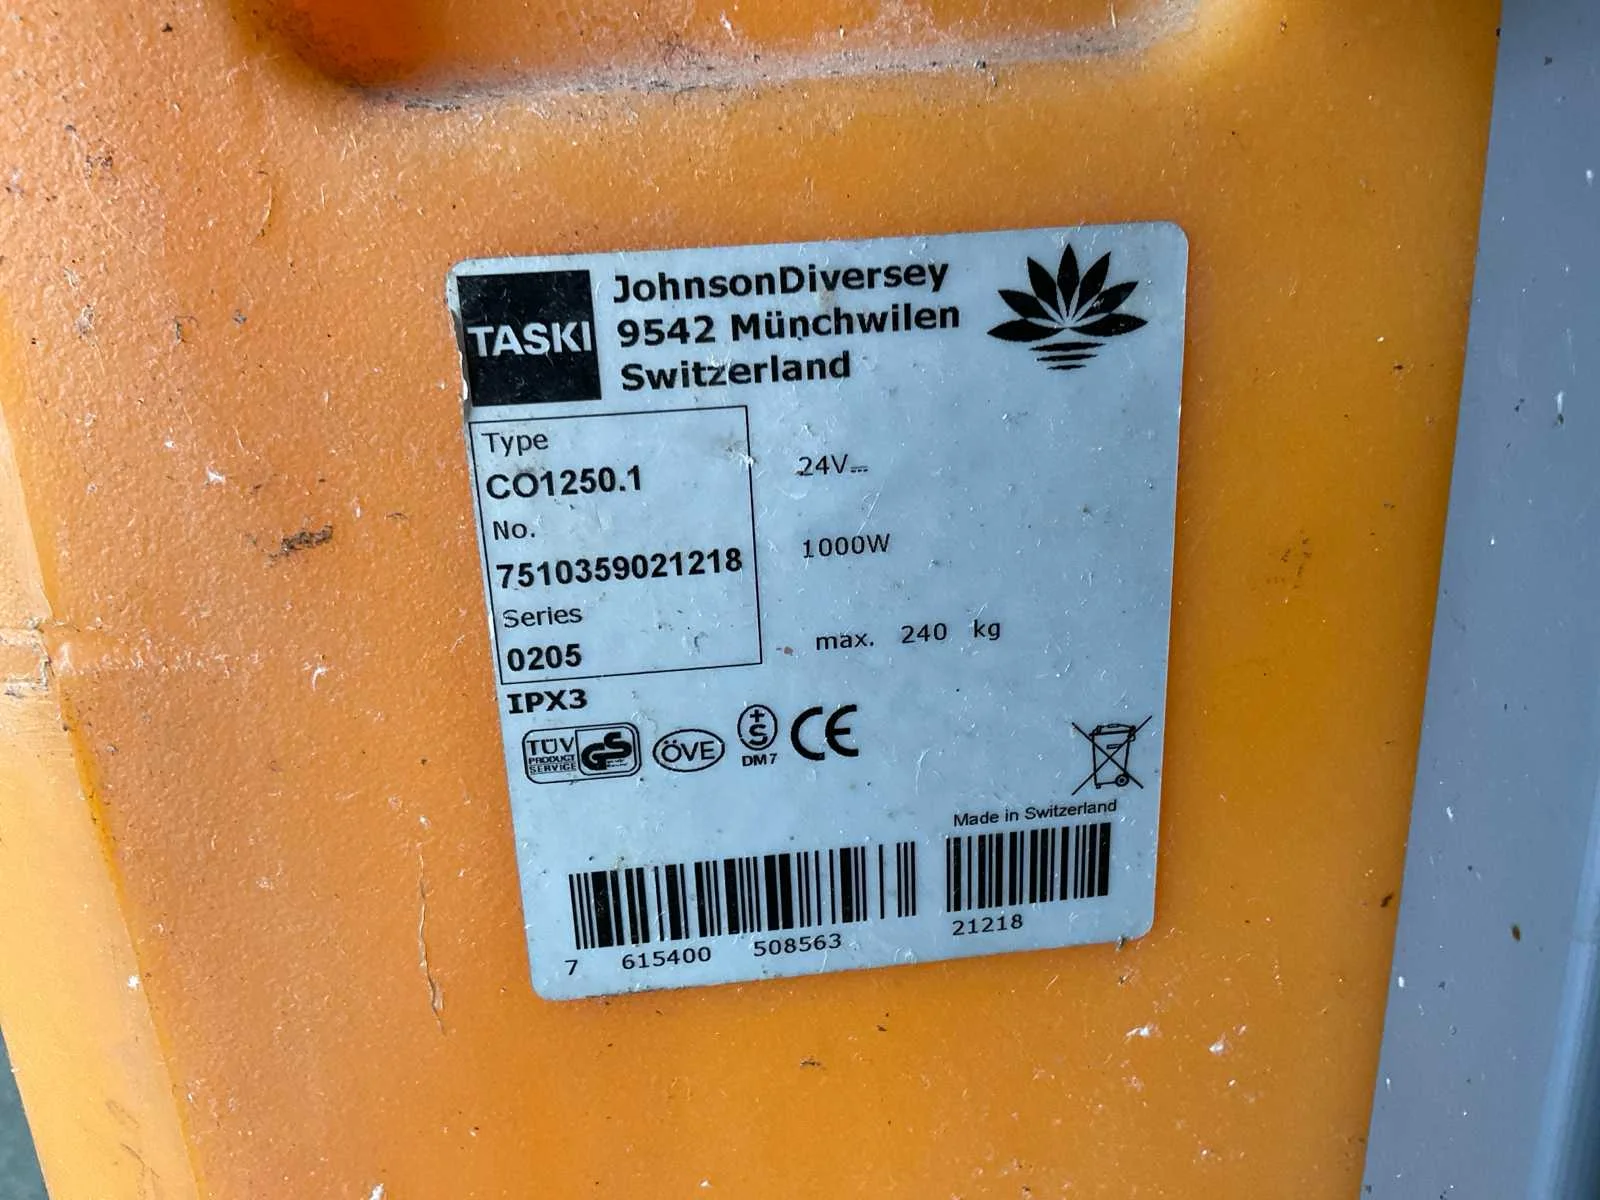 TASKI
JohnsonDiversey
9542 Münchwilen
Switzerland
Type
CO1250.1
No.
7510359021218
Series
0205
IPX3
24V
1000W
max. 240 kg
TÜV
PRODUCT
SERVICE
GS
ÖVE
+S
DM7
CE
Made in Switzerland
7 615400 508563
21218